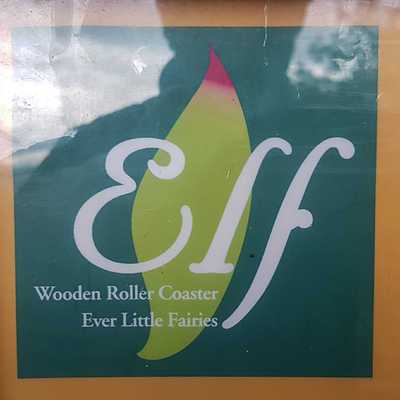 Elf
Wooden Roller Coaster
Ever Little Fairies